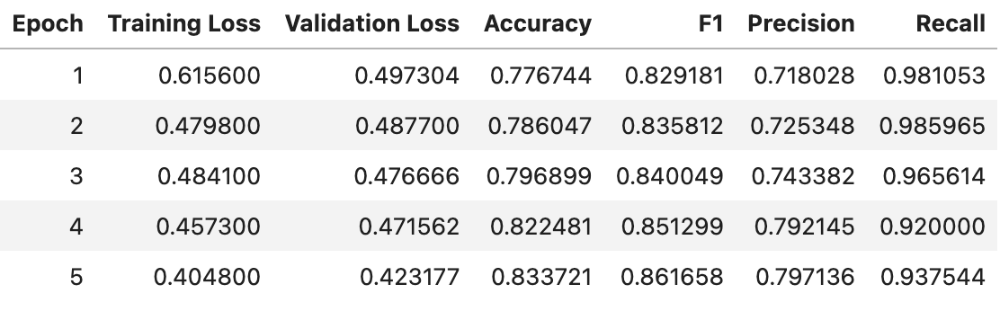 Epoch Training Loss Validation Loss Accuracy F1 Precision Recall
1 0.615600 0.497304 0.776744 0.829181 0.718028 0.981053
2 0.479800 0.487700 0.786047 0.835812 0.725348 0.985965
3 0.484100 0.476666 0.796899 0.840049 0.743382 0.965614
4 0.457300 0.471562 0.822481 0.851299 0.792145 0.920000
5 0.404800 0.423177 0.833721 0.861658 0.797136 0.937544